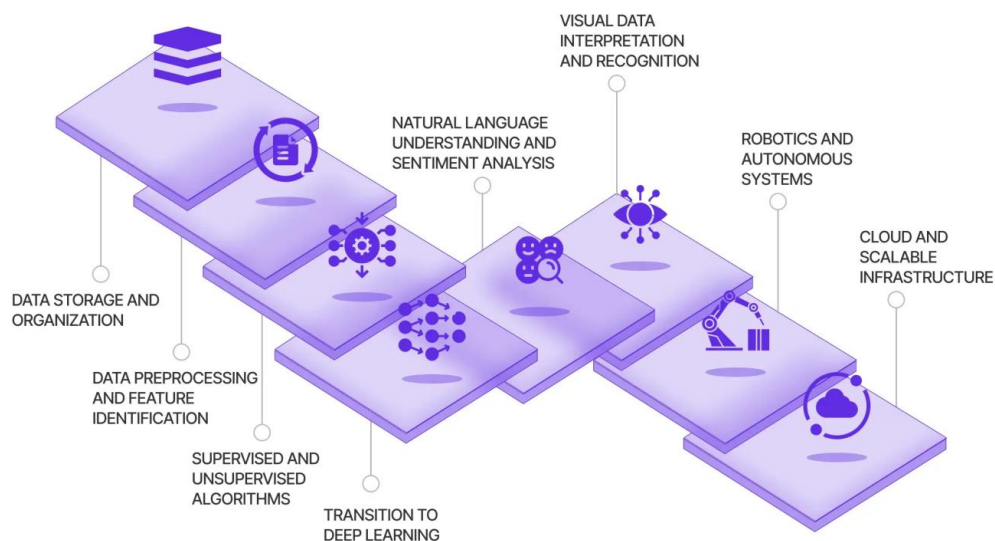 VISUAL DATA
INTERPRETATION
AND RECOGNITION
NATURAL LANGUAGE
UNDERSTANDING AND
SENTIMENT ANALYSIS
ROBOTICS AND
AUTONOMOUS
SYSTEMS
CLOUD AND
SCALABLE
INFRASTRUCTURE
DATA STORAGE AND
ORGANIZATION
DATA PREPROCESSING
AND FEATURE
IDENTIFICATION
SUPERVISED AND
UNSUPERVISED
ALGORITHMS
TRANSITION TO
DEEP LEARNING